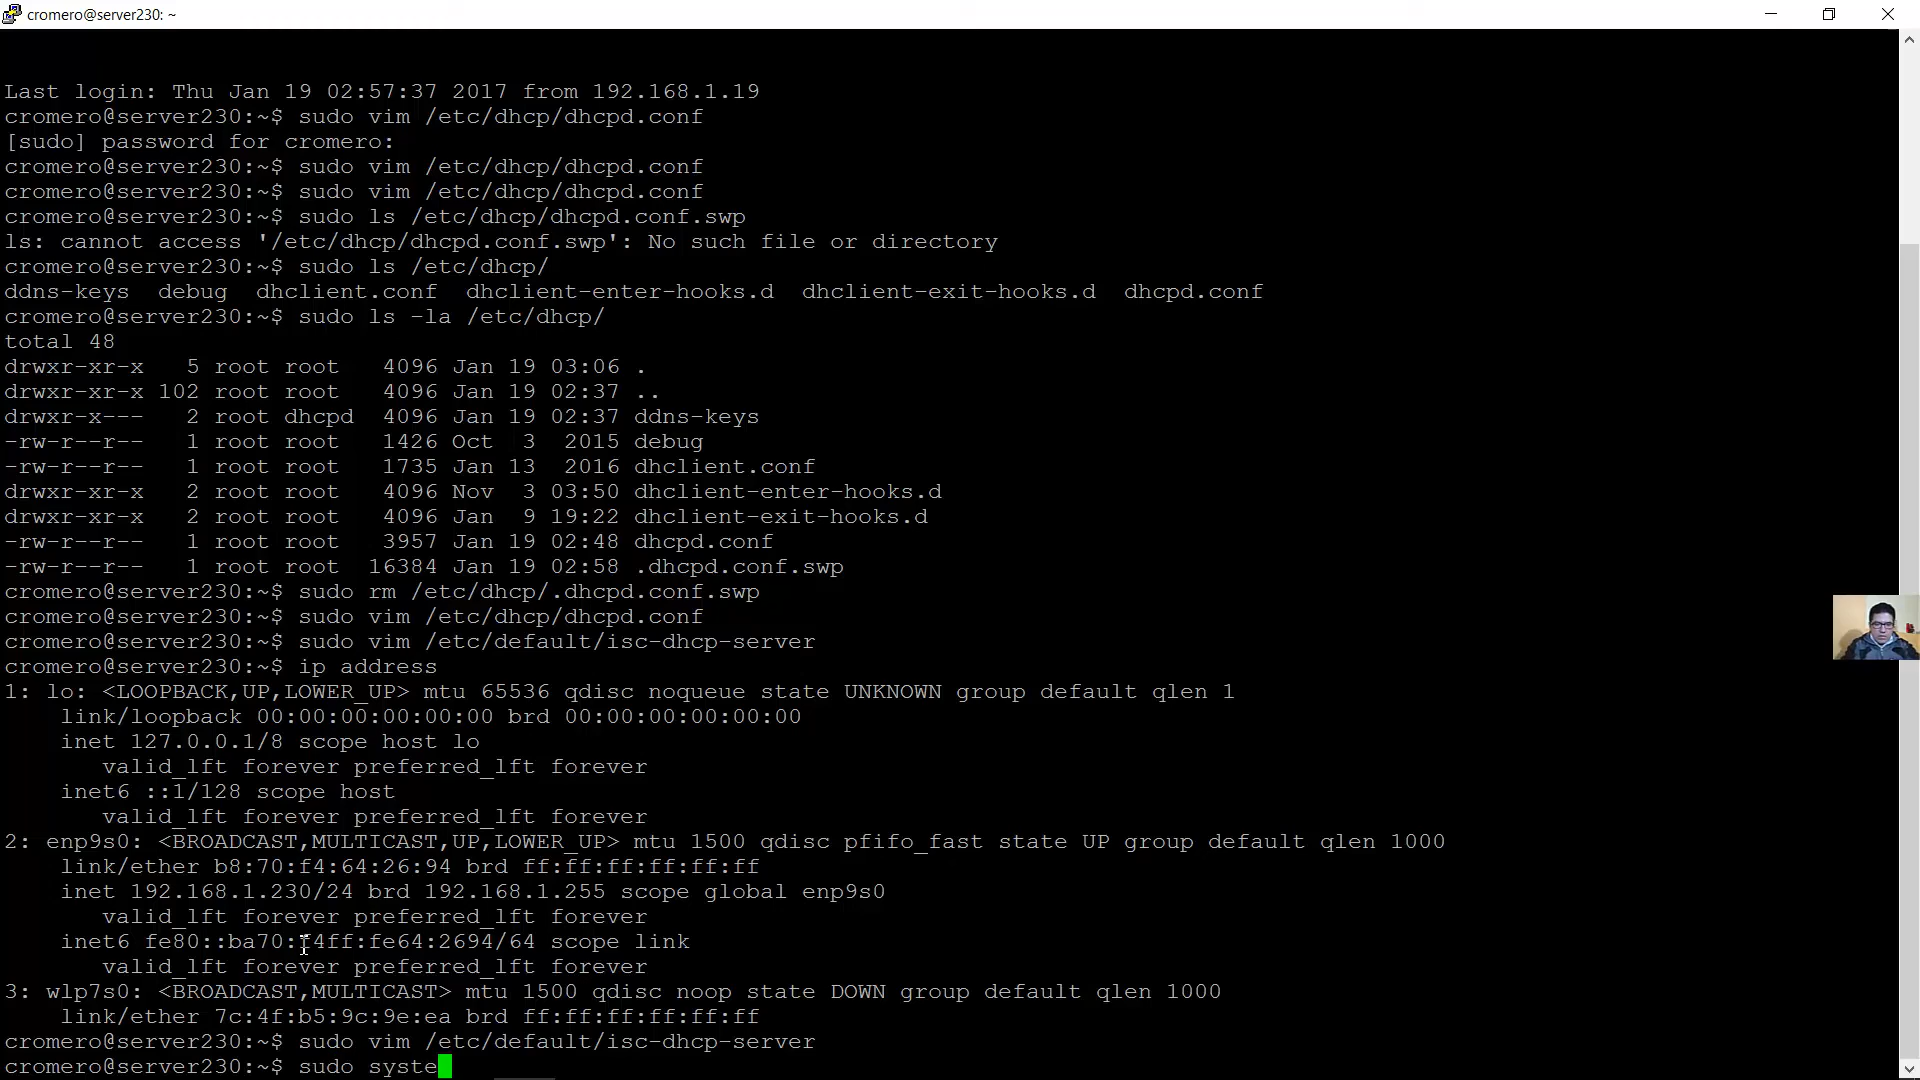 cromero@server230: ~
Last login: Thu Jan 19 02:57:37 2017 from 192.168.1.19
cromero@server230:~$ sudo vim /etc/dhcp/dhcpd.conf
[sudo] password for cromero:
cromero@server230:~$ sudo vim /etc/dhcp/dhcpd.conf
cromero@server230:~$ sudo vim /etc/dhcp/dhcpd.conf
cromero@server230:~$ sudo ls /etc/dhcp/dhcpd.conf.swp
ls: cannot access '/etc/dhcp/dhcpd.conf.swp': No such file or directory
cromero@server230:~$ sudo ls /etc/dhcp/
ddns-keys  debug  dhclient.conf  dhclient-enter-hooks.d  dhclient-exit-hooks.d  dhcpd.conf
cromero@server230:~$ sudo ls -la /etc/dhcp/
total 48
drwxr-xr-x   5 root root   4096 Jan 19 03:06 .
drwxr-xr-x 102 root root   4096 Jan 19 02:37 ..
drwxr-x---   2 root dhcpd  4096 Jan 19 02:37 ddns-keys
-rw-r--r--   1 root root   1426 Oct  3  2015 debug
-rw-r--r--   1 root root   1735 Jan 13  2016 dhclient.conf
drwxr-xr-x   2 root root   4096 Nov  3 03:50 dhclient-enter-hooks.d
drwxr-xr-x   2 root root   4096 Jan  9 19:22 dhclient-exit-hooks.d
-rw-r--r--   1 root root   3957 Jan 19 02:48 dhcpd.conf
-rw-r--r--   1 root root  16384 Jan 19 02:58 .dhcpd.conf.swp
cromero@server230:~$ sudo rm /etc/dhcp/.dhcpd.conf.swp
cromero@server230:~$ sudo vim /etc/dhcp/dhcpd.conf
cromero@server230:~$ sudo vim /etc/default/isc-dhcp-server
cromero@server230:~$ ip address
1: lo: <LOOPBACK,UP,LOWER_UP> mtu 65536 qdisc noqueue state UNKNOWN group default qlen 1
    link/loopback 00:00:00:00:00:00 brd 00:00:00:00:00:00
    inet 127.0.0.1/8 scope host lo
       valid_lft forever preferred_lft forever
    inet6 ::1/128 scope host
       valid_lft forever preferred_lft forever
2: enp9s0: <BROADCAST,MULTICAST,UP,LOWER_UP> mtu 1500 qdisc pfifo_fast state UP group default qlen 1000
    link/ether b8:70:f4:64:26:94 brd ff:ff:ff:ff:ff:ff
    inet 192.168.1.230/24 brd 192.168.1.255 scope global enp9s0
       valid_lft forever preferred_lft forever
    inet6 fe80::ba70:f4ff:fe64:2694/64 scope link
       valid_lft forever preferred_lft forever
3: wlp7s0: <BROADCAST,MULTICAST> mtu 1500 qdisc noop state DOWN group default qlen 1000
    link/ether 7c:4f:b5:9c:9e:ea brd ff:ff:ff:ff:ff:ff
cromero@server230:~$ sudo vim /etc/default/isc-dhcp-server
cromero@server230:~$ sudo syste